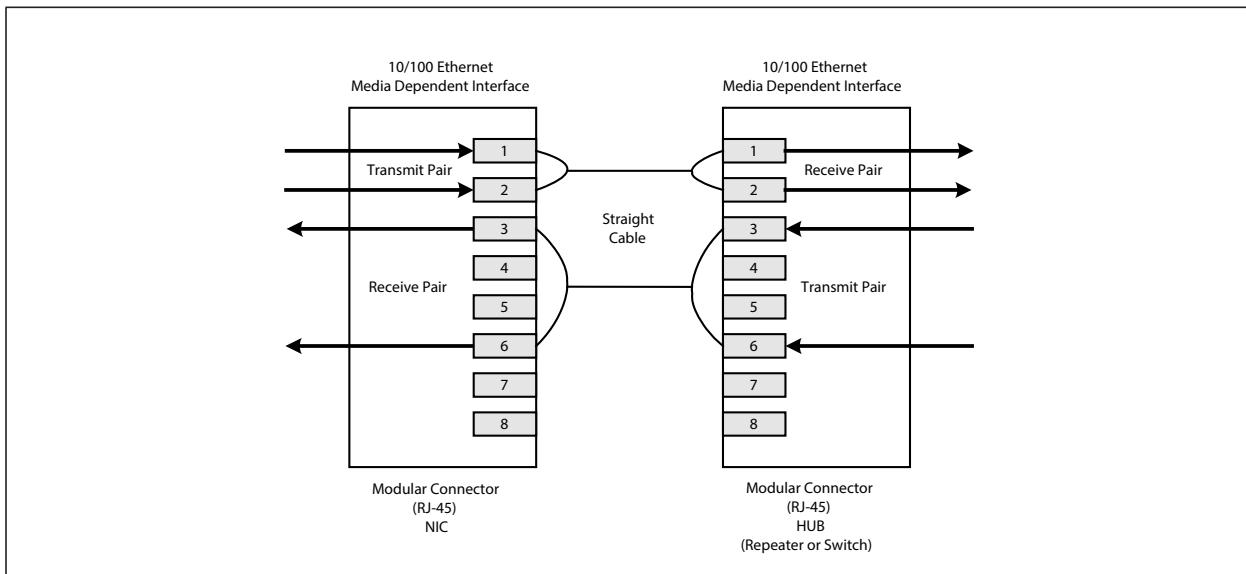 10/100 Ethernet
Media Dependent Interface
10/100 Ethernet
Media Dependent Interface
1
Transmit Pair
2
3
4
Receive Pair
5
6
7
8
Straight
Cable
1
Receive Pair
2
3
4
Transmit Pair
5
6
7
8
Modular Connector
(RJ-45)
NIC
Modular Connector
(RJ-45)
HUB
(Repeater or Switch)